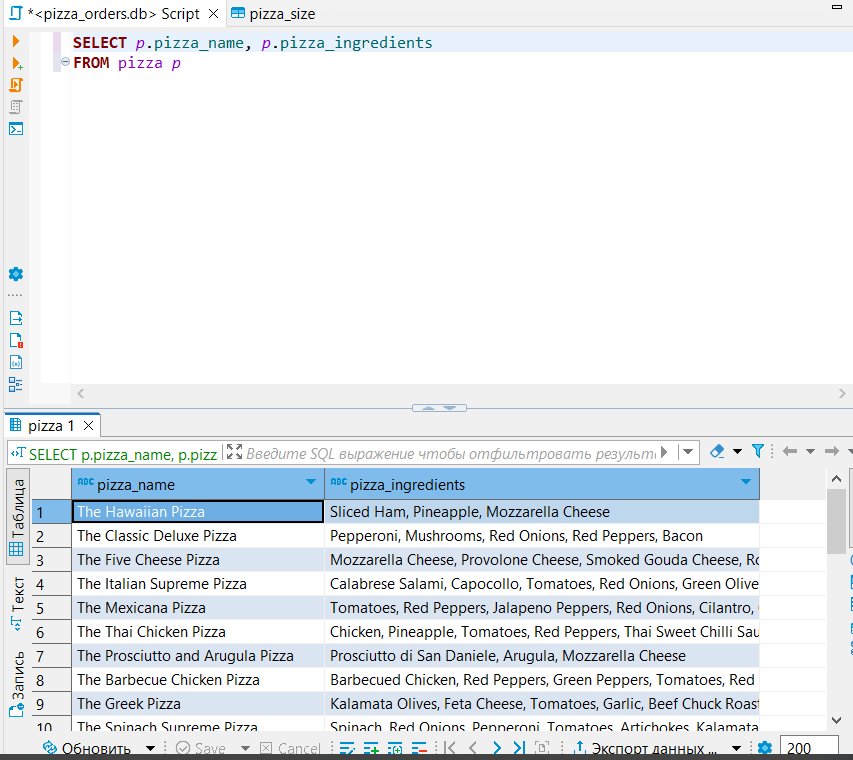 *<pizza_orders.db> Script
pizza_size
SELECT p.pizza_name, p.pizza_ingredients
FROM pizza p
pizza 1
SELECT p.pizza_name, p.pizz
Введите SQL выражение чтобы отфильтровать результ
Таблица
Текст
Запись
ABC pizza_name
ABC pizza_ingredients
1 The Hawaiian Pizza Sliced Ham, Pineapple, Mozzarella Cheese
2 The Classic Deluxe Pizza Pepperoni, Mushrooms, Red Onions, Red Peppers, Bacon
3 The Five Cheese Pizza Mozzarella Cheese, Provolone Cheese, Smoked Gouda Cheese, Ro
4 The Italian Supreme Pizza Calabrese Salami, Capocollo, Tomatoes, Red Onions, Green Olive
5 The Mexicana Pizza Tomatoes, Red Peppers, Jalapeno Peppers, Red Onions, Cilantro,
6 The Thai Chicken Pizza Chicken, Pineapple, Tomatoes, Red Peppers, Thai Sweet Chilli Sau
7 The Prosciutto and Arugula Pizza Prosciutto di San Daniele, Arugula, Mozzarella Cheese
8 The Barbecue Chicken Pizza Barbecued Chicken, Red Peppers, Green Peppers, Tomatoes, Red
9 The Greek Pizza Kalamata Olives, Feta Cheese, Tomatoes, Garlic, Beef Chuck Roast
10 The Spinach Supreme Pizza Spinach, Red Onions, Pepperoni, Tomatoes, Artichokes, Kalamata
Обновить Save Cancel Экспорт данных ... 200